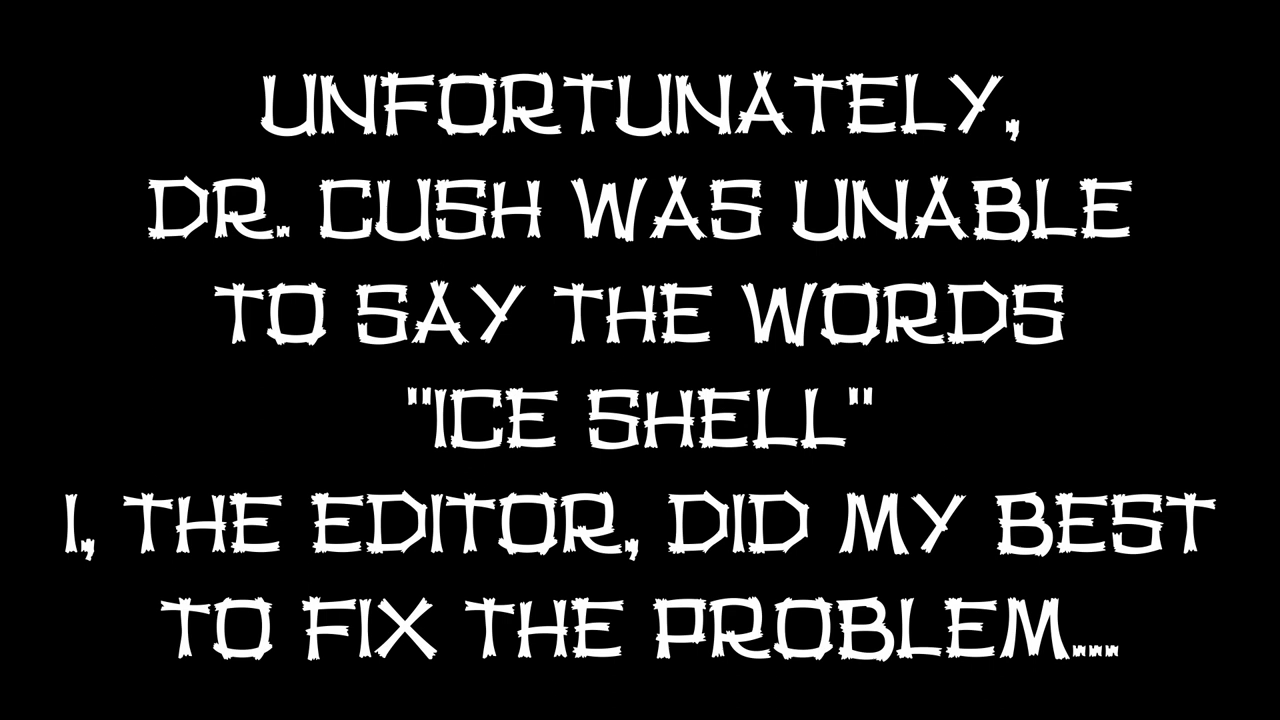 UNFORTUNATELY,
DR. CUSH WAS UNABLE
TO SAY THE WORDS
"ICE SHELL"
I, THE EDITOR, DID MY BEST
TO FIX THE PROBLEM...